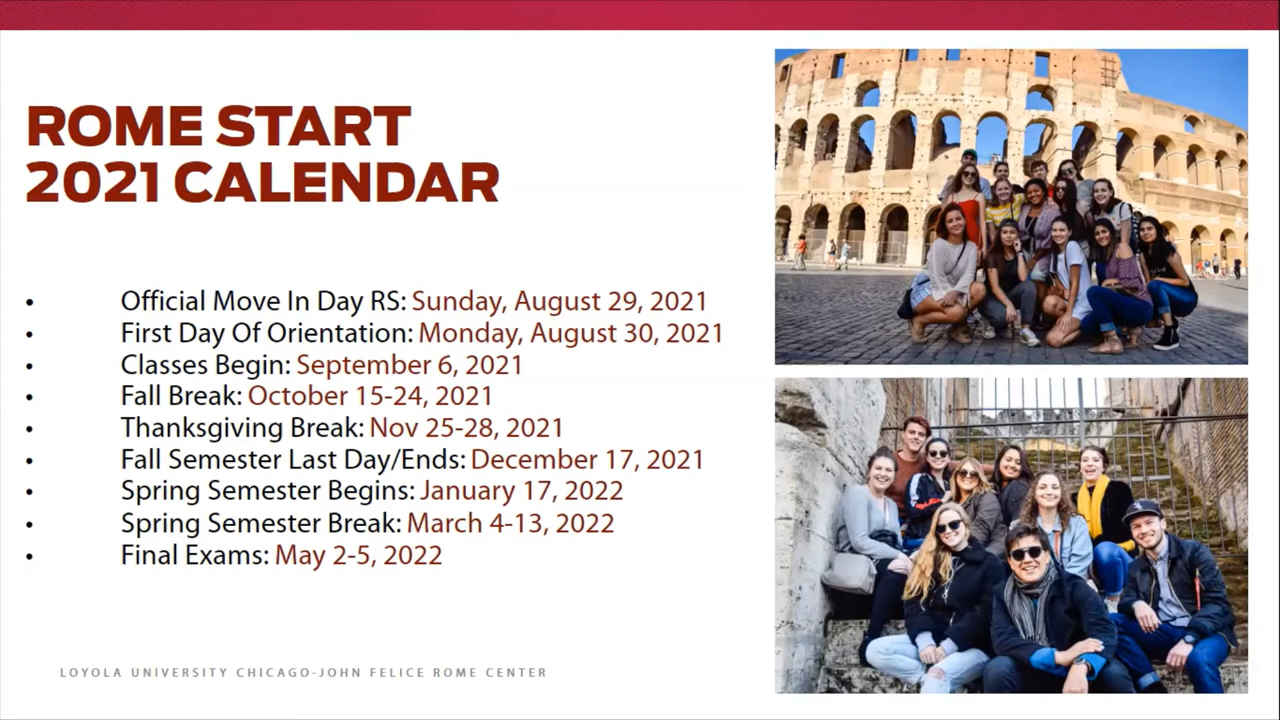 ROME START
2021 CALENDAR
• Official Move In Day RS: Sunday, August 29, 2021
• First Day Of Orientation: Monday, August 30, 2021
• Classes Begin: September 6, 2021
• Fall Break: October 15-24, 2021
• Thanksgiving Break: Nov 25-28, 2021
• Fall Semester Last Day/Ends: December 17, 2021
• Spring Semester Begins: January 17, 2022
• Spring Semester Break: March 4-13, 2022
• Final Exams: May 2-5, 2022
LOYOLA UNIVERSITY CHICAGO-JOHN FELICE ROME CENTER